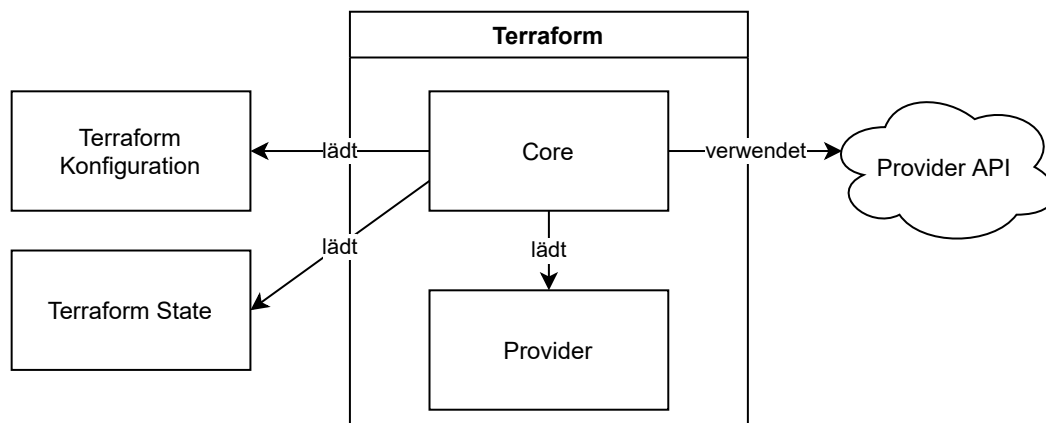 Terraform
Terraform
Konfiguration
lädt
Core
verwendet
Provider API
lädt
lädt
Terraform State
Provider